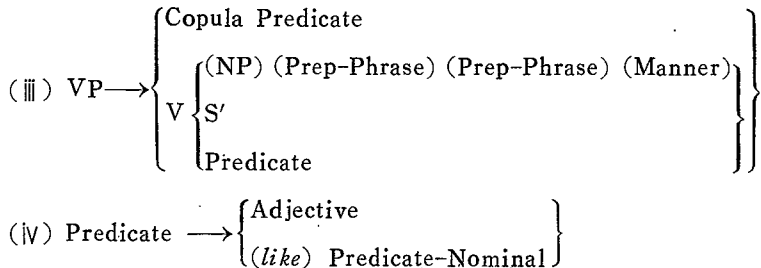 Copula Predicate
(NP) (Prep-Phrase) (Prep-Phrase) (Manner)
(ⅲ) VP⟶ V S′
Predicate
(ⅳ) Predicate ⟶ Adjective
(like) Predicate-Nominal